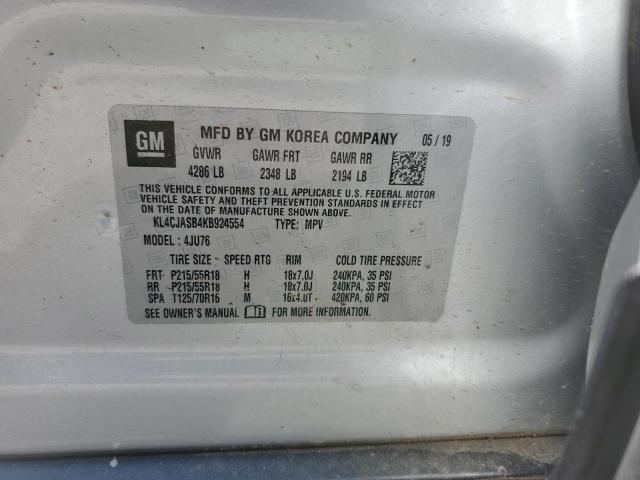 GM MFD BY GM KOREA COMPANY 05 / 19
GVWR GAWR FRT GAWR RR
4286 LB 2348 LB 2194 LB
THIS VEHICLE CONFORMS TO ALL APPLICABLE U.S. FEDERAL MOTOR
VEHICLE SAFETY AND THEFT PREVENTION STANDARDS IN EFFECT ON
THE DATE OF MANUFACTURE SHOWN ABOVE.
KL4CJASB4KB924554 TYPE: MPV
MODEL : 4JU76
TIRE SIZE SPEED RTG RIM COLD TIRE PRESSURE
FRT P215/55R18 H 18x7.0J 240KPA, 35 PSI
RR P215/55R18 H 18x7.0J 240KPA, 35 PSI
SPA T125/70R16 M 16x4.0T 420KPA, 60 PSI
SEE OWNER'S MANUAL FOR MORE INFORMATION.